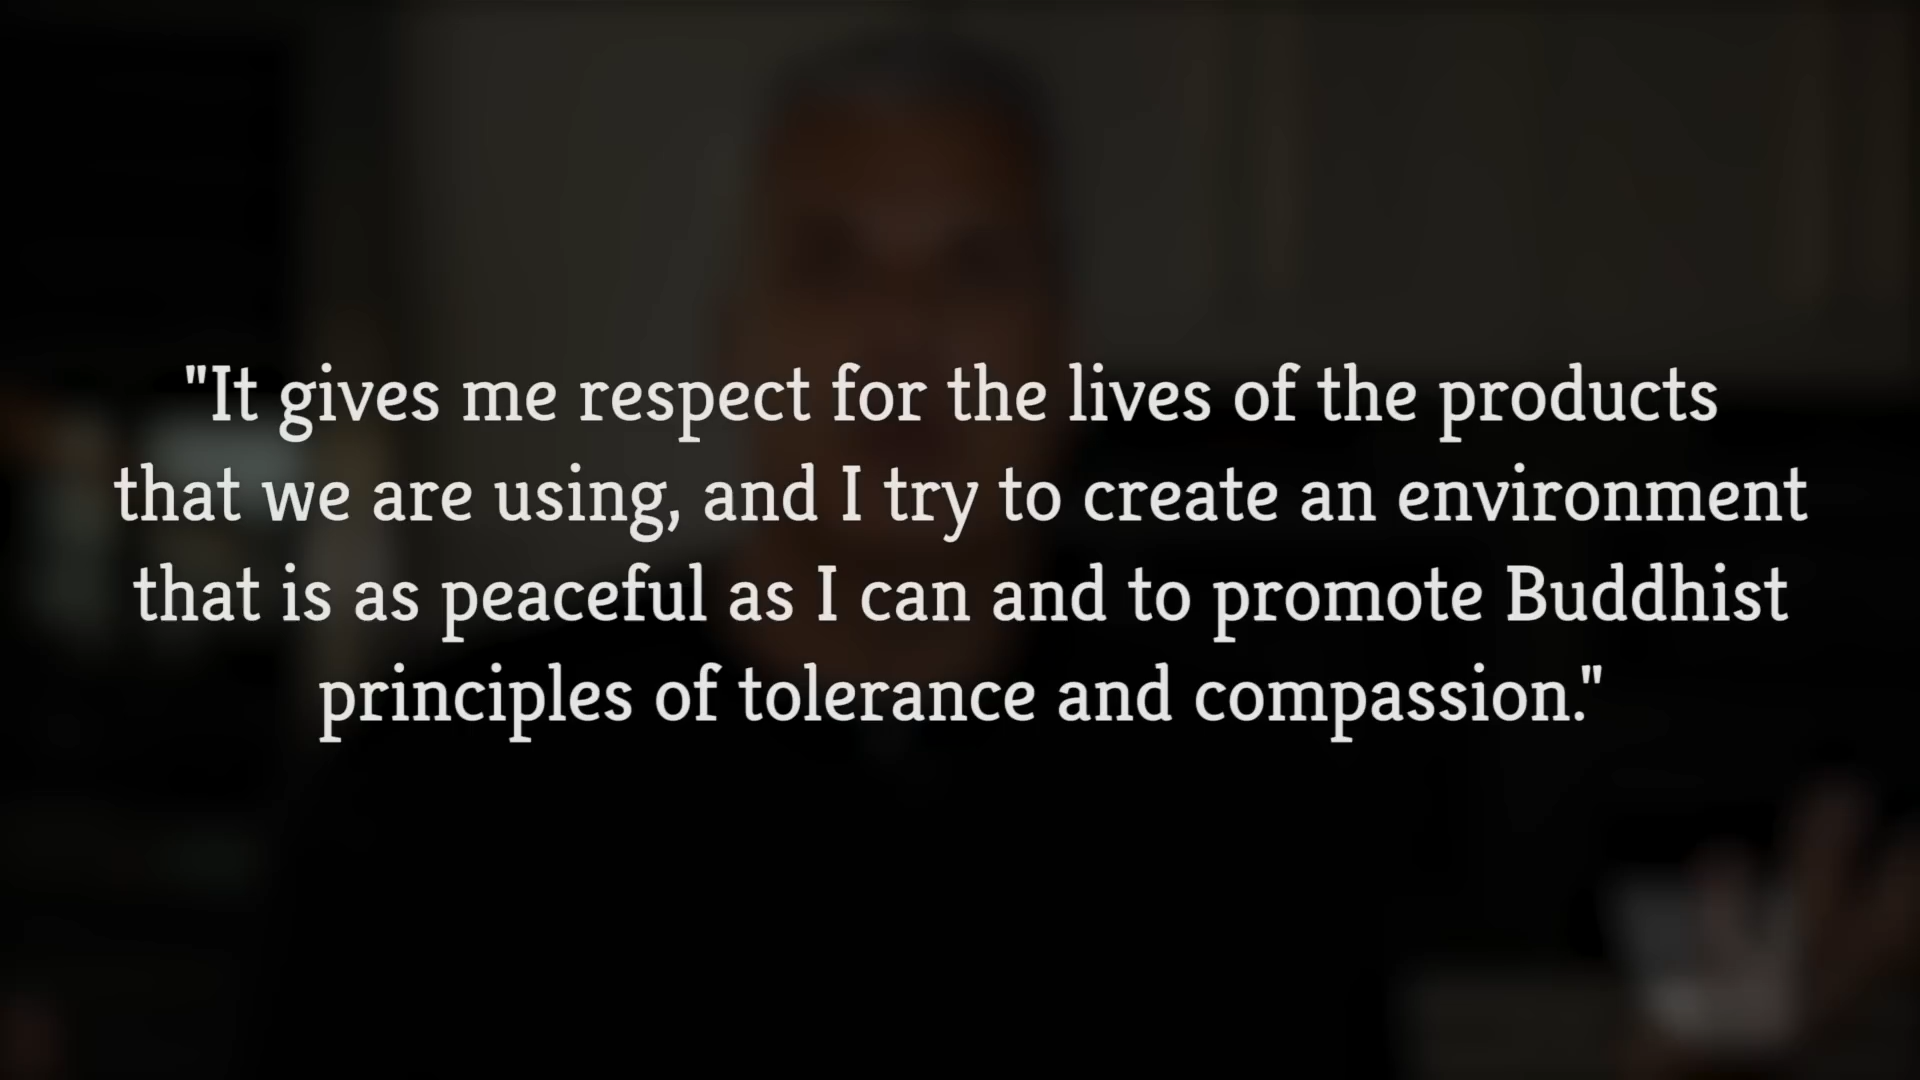 "It gives me respect for the lives of the products
that we are using, and I try to create an environment
that is as peaceful as I can and to promote Buddhist
principles of tolerance and compassion."